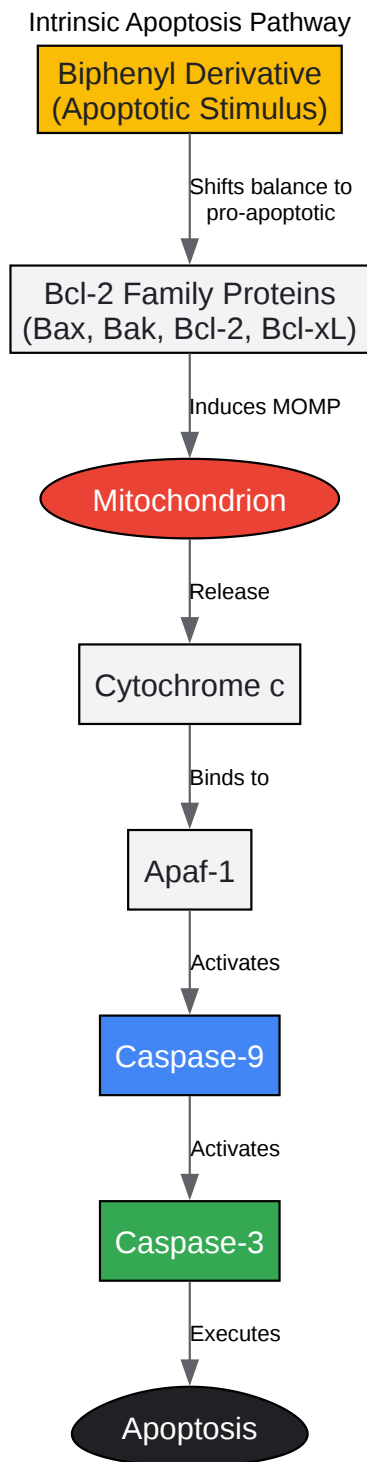 Intrinsic Apoptosis Pathway
Biphenyl Derivative
(Apoptotic Stimulus)
Shifts balance to
pro-apoptotic
Bcl-2 Family Proteins
(Bax, Bak, Bcl-2, Bcl-xL)
Induces MOMP
Mitochondrion
Release
Cytochrome c
Binds to
Apaf-1
Activates
Caspase-9
Activates
Caspase-3
Executes
Apoptosis